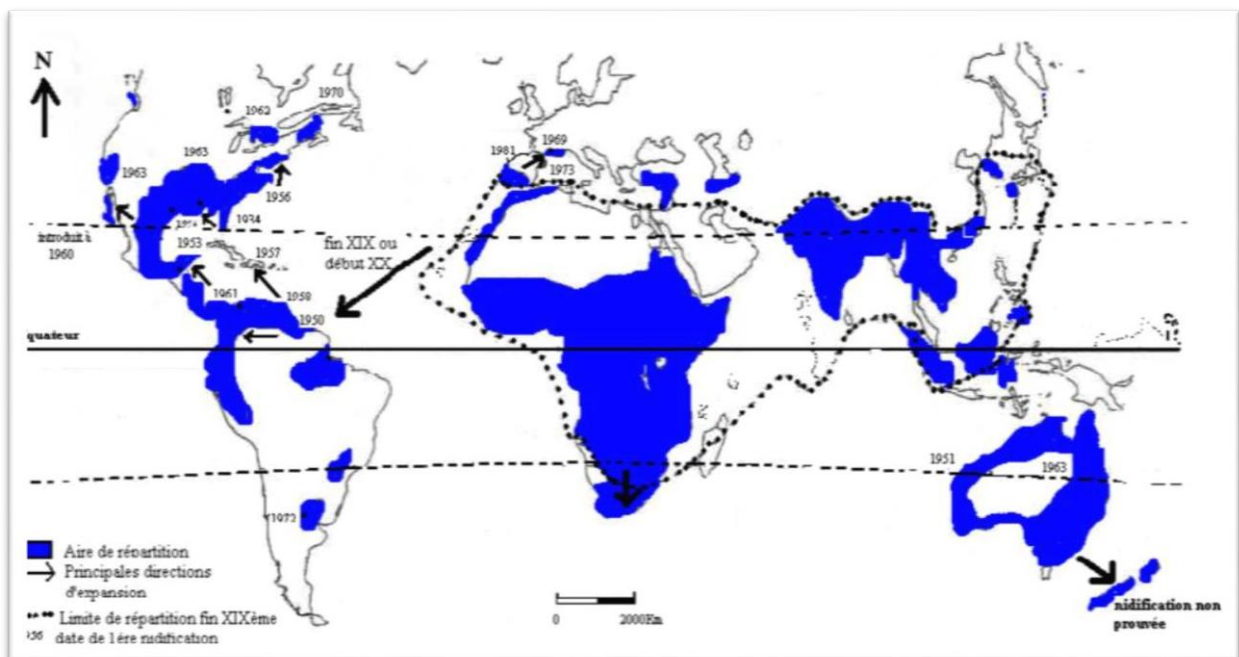 N
1962
1970
1963
1963
1956
1934
introduit à
1960
1953
1957
fin XIX ou
début XX
1961
1958
1950
1981
1969
1973
quateur
1951
1963
1973
Aire de répartition
Principales directions
d'expansion
Limite de répartition fin XIXème
date de 1ère nidification
0
2000Km
nidification non
prouvée